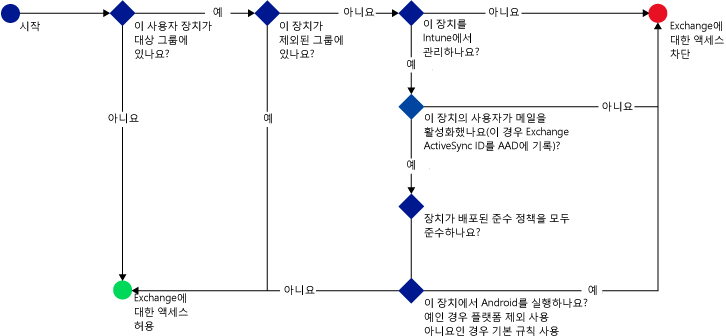 시작
이 사용자 장치가
대상 그룹에
있나요?
예
이 장치가
제외된 그룹에
있나요?
아니요
이 장치를
Intune에서
관리하나요?
아니요
Exchange에
대한 액세스
차단
예
아니요
이 장치의 사용자가 메일을
활성화했나요(이 경우 Exchange
ActiveSync ID를 AAD에 기록)?
아니요
예
예
장치가 배포된 준수 정책을 모두
준수하나요?
Exchange에
대한 액세스
허용
아니요
예
이 장치에서 Android를 실행하나요?
예인 경우 플랫폼 제외 사용
아니요인 경우 기본 규칙 사용